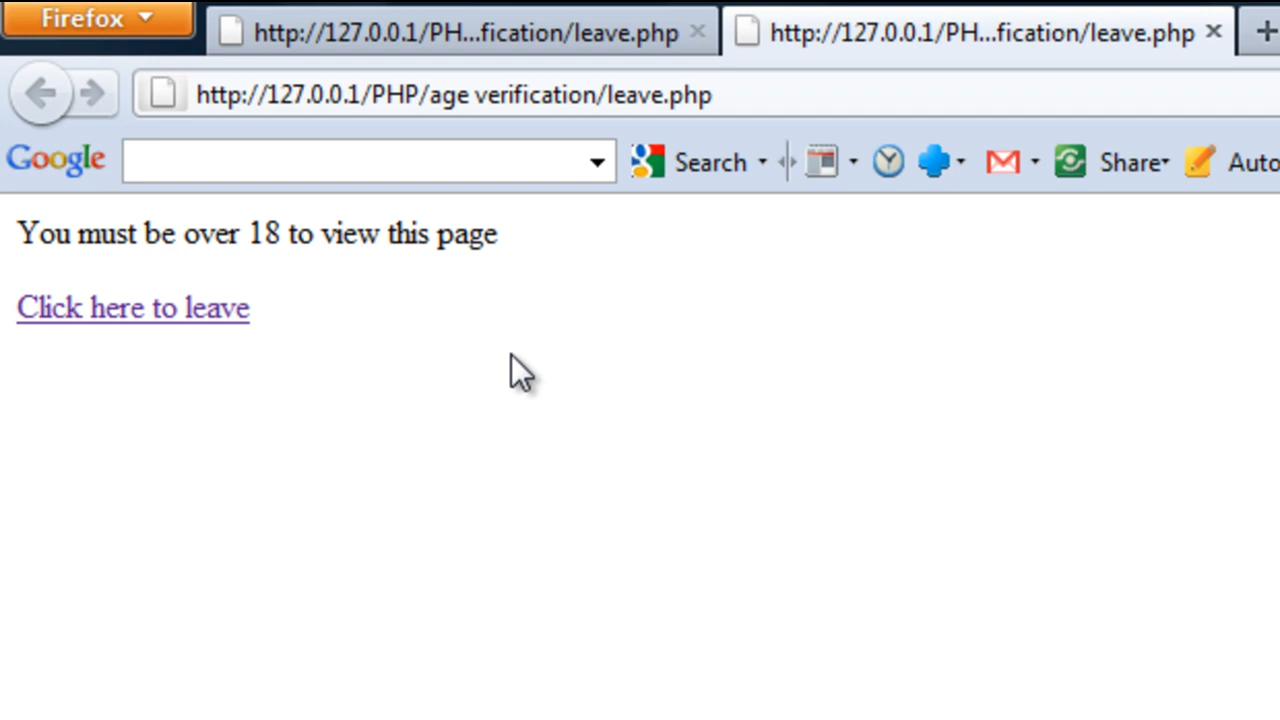 Firefox
http://127.0.0.1/PH...fication/leave.php
http://127.0.0.1/PH...fication/leave.php
http://127.0.0.1/PHP/age verification/leave.php
Google Search Share Auto
You must be over 18 to view this page
Click here to leave